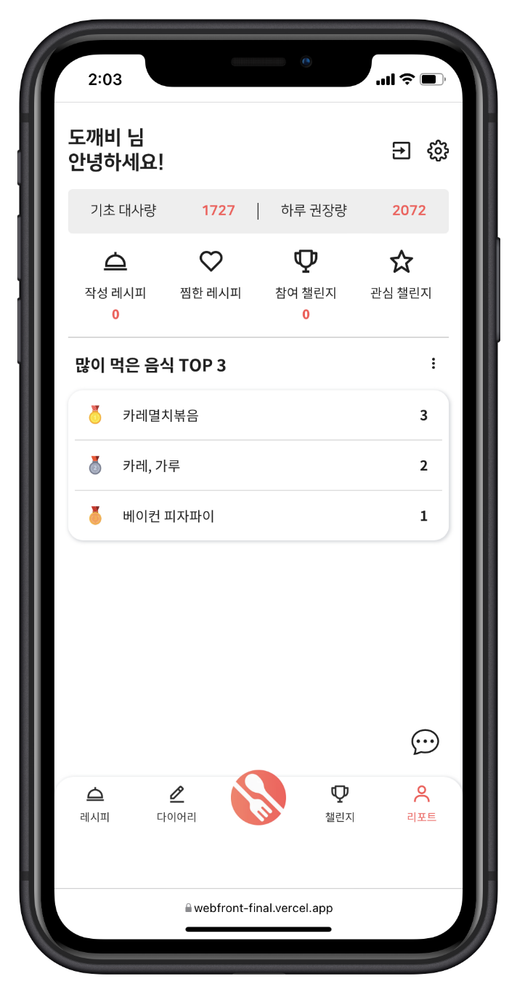 2:03
도깨비 님
안녕하세요!
기초 대사량 1727 | 하루 권장량 2072
작성 레시피 찜한 레시피 참여 챌린지 관심 챌린지
0 0
많이 먹은 음식 TOP 3
카레멸치볶음 3
카레, 가루 2
베이컨 피자파이 1
레시피 다이어리 챌린지 리포트
webfront-final.vercel.app